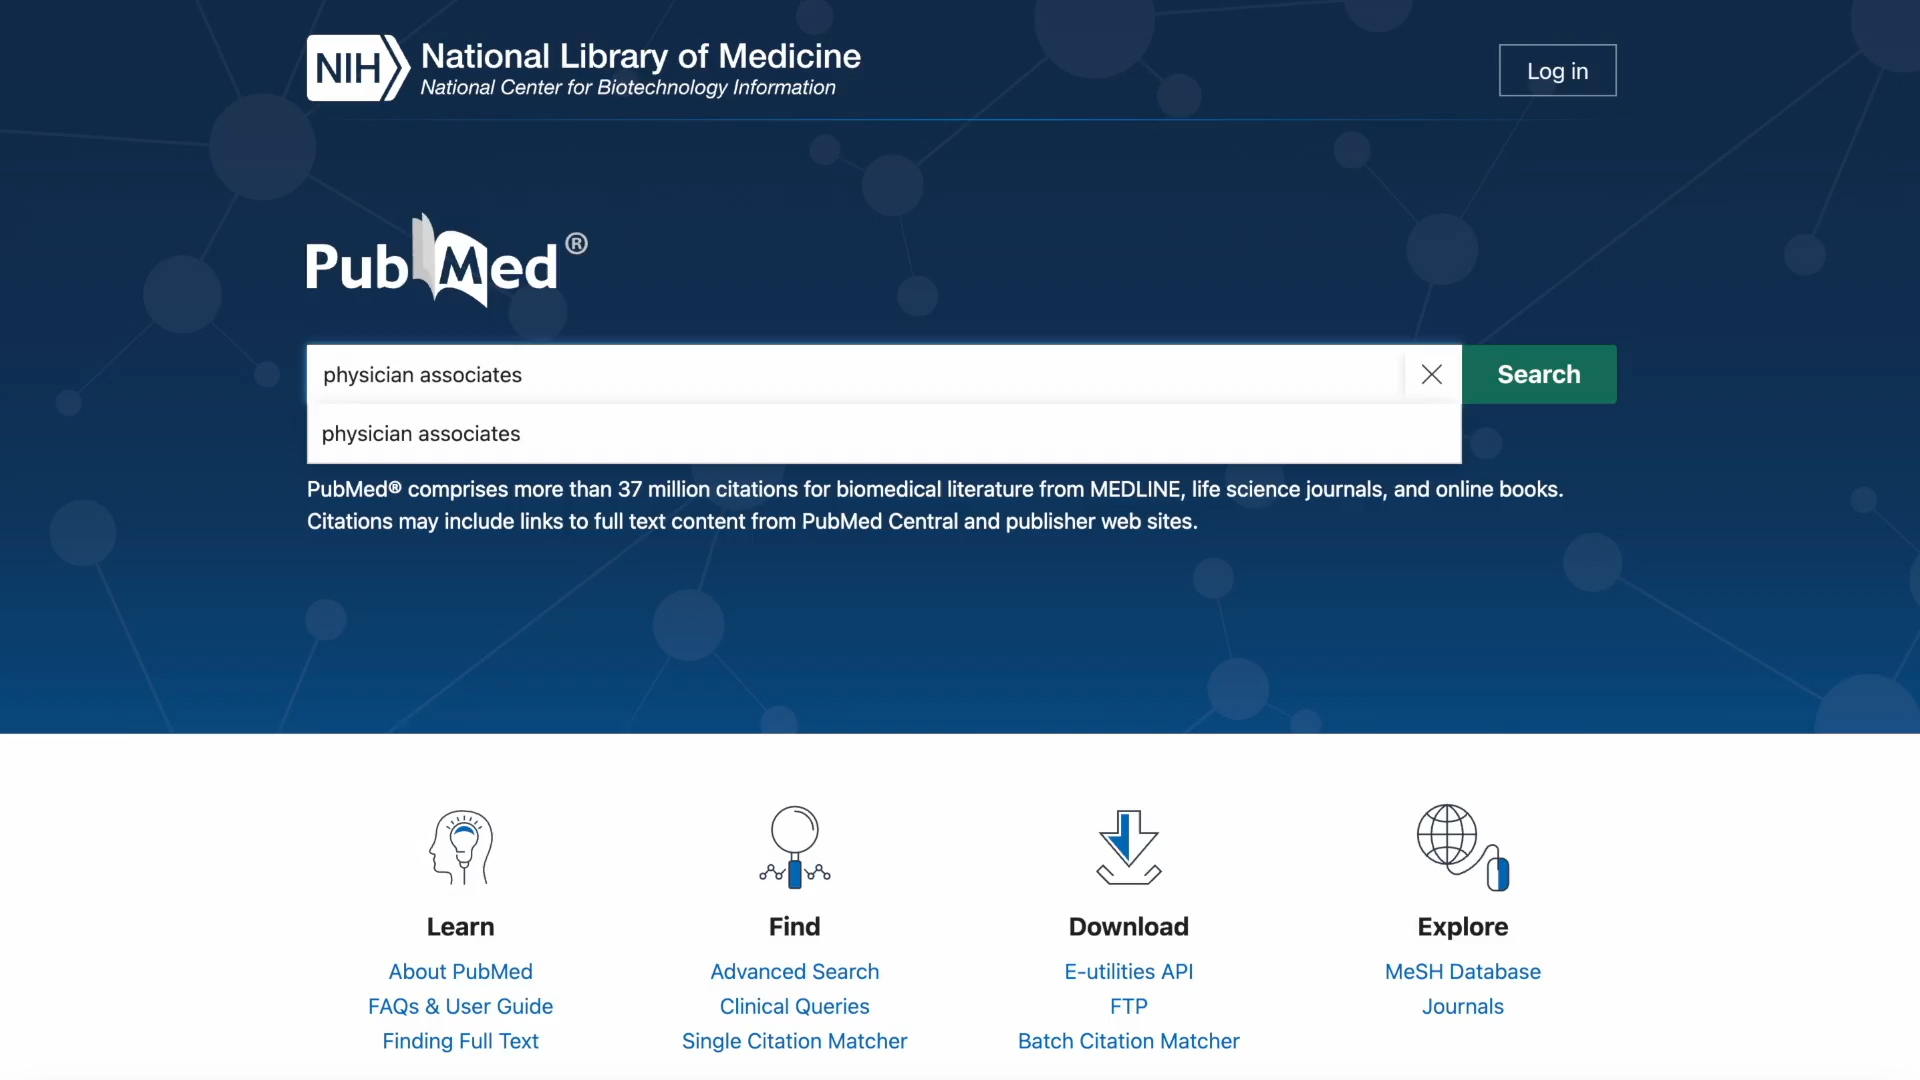 NIH National Library of Medicine
National Center for Biotechnology Information
Log in
PubMed®
physician associates
Search
physician associates
PubMed® comprises more than 37 million citations for biomedical literature from MEDLINE, life science journals, and online books.
Citations may include links to full text content from PubMed Central and publisher web sites.
Learn
About PubMed
FAQs & User Guide
Finding Full Text
Find
Advanced Search
Clinical Queries
Single Citation Matcher
Download
E-utilities API
FTP
Batch Citation Matcher
Explore
MeSH Database
Journals